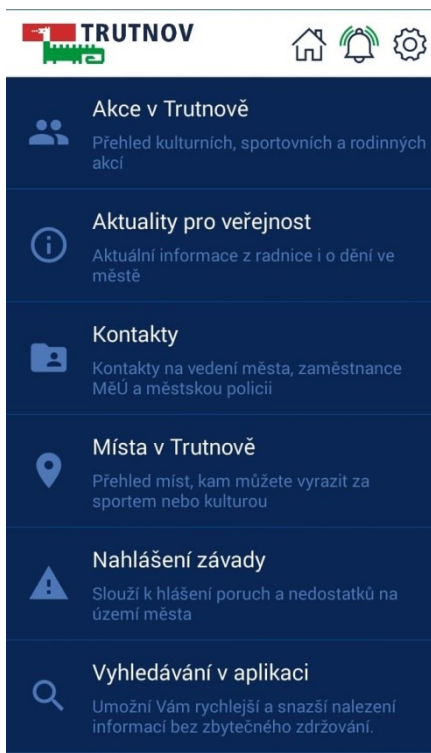 TRUTNOV
Akce v Trutnově
Přehled kulturních, sportovních a rodinných
akcí
Aktuality pro veřejnost
Aktuální informace z radnice i o dění ve
městě
Kontakty
Kontakty na vedení města, zaměstnance
MěÚ a městskou policii
Místa v Trutnově
Přehled míst, kam můžete vyrazit za
sportem nebo kulturou
Nahlášení závady
Slouží k hlášení poruch a nedostatků na
území města
Vyhledávání v aplikaci
Umožní Vám rychlejší a snazší nalezení
informací bez zbytečného zdržování.